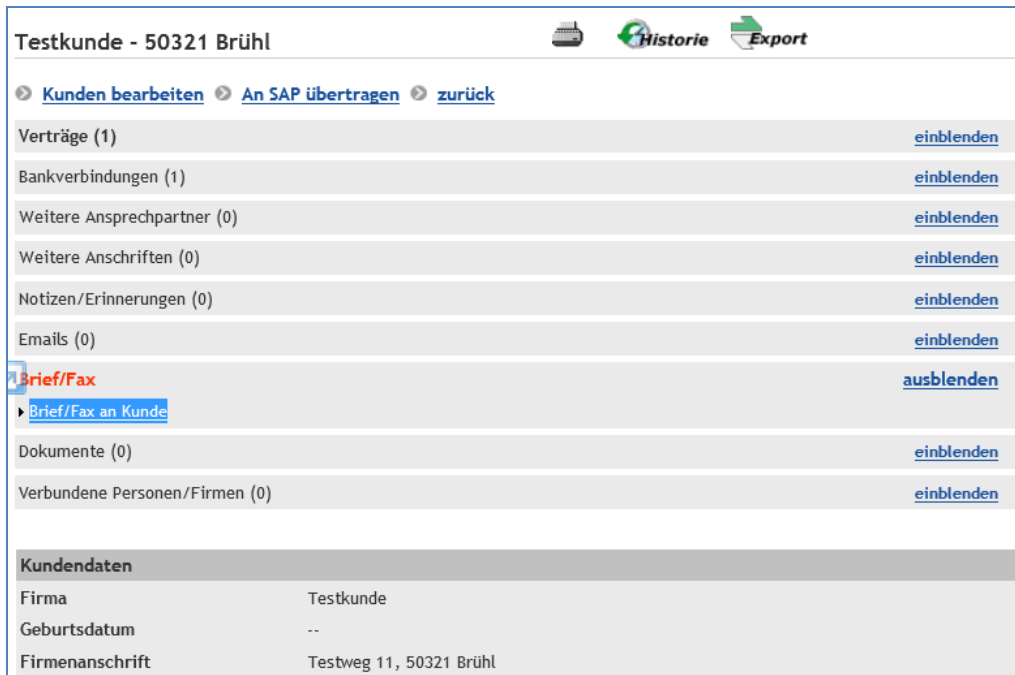 Testkunde - 50321 Brühl Historie Export
Kunden bearbeiten An SAP übertragen zurück
Verträge (1) einblenden
Bankverbindungen (1) einblenden
Weitere Ansprechpartner (0) einblenden
Weitere Anschriften (0) einblenden
Notizen/Erinnerungen (0) einblenden
Emails (0) einblenden
Brief/Fax ausblenden
Brief/Fax an Kunde
Dokumente (0) einblenden
Verbundene Personen/Firmen (0) einblenden
Kundendaten
Firma Testkunde
Geburtsdatum --
Firmenanschrift Testweg 11, 50321 Brühl